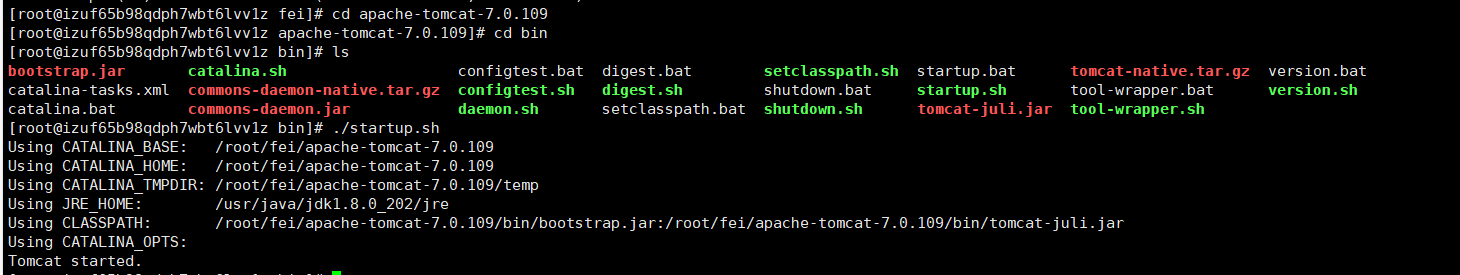 [root@izuf65b98qdph7wbt6lvv1z fei]# cd apache-tomcat-7.0.109
[root@izuf65b98qdph7wbt6lvv1z apache-tomcat-7.0.109]# cd bin
[root@izuf65b98qdph7wbt6lvv1z bin]# ls
bootstrap.jar catalina.sh configtest.bat digest.bat setclasspath.sh startup.bat tomcat-native.tar.gz version.bat
catalina-tasks.xml commons-daemon-native.tar.gz configtest.sh digest.sh shutdown.bat startup.sh tool-wrapper.bat version.sh
catalina.bat commons-daemon.jar daemon.sh setclasspath.bat shutdown.sh tomcat-juli.jar tool-wrapper.sh
[root@izuf65b98qdph7wbt6lvv1z bin]# ./startup.sh
Using CATALINA_BASE: /root/fei/apache-tomcat-7.0.109
Using CATALINA_HOME: /root/fei/apache-tomcat-7.0.109
Using CATALINA_TMPDIR: /root/fei/apache-tomcat-7.0.109/temp
Using JRE_HOME: /usr/java/jdk1.8.0_202/jre
Using CLASSPATH: /root/fei/apache-tomcat-7.0.109/bin/bootstrap.jar:/root/fei/apache-tomcat-7.0.109/bin/tomcat-juli.jar
Using CATALINA_OPTS:
Tomcat started.